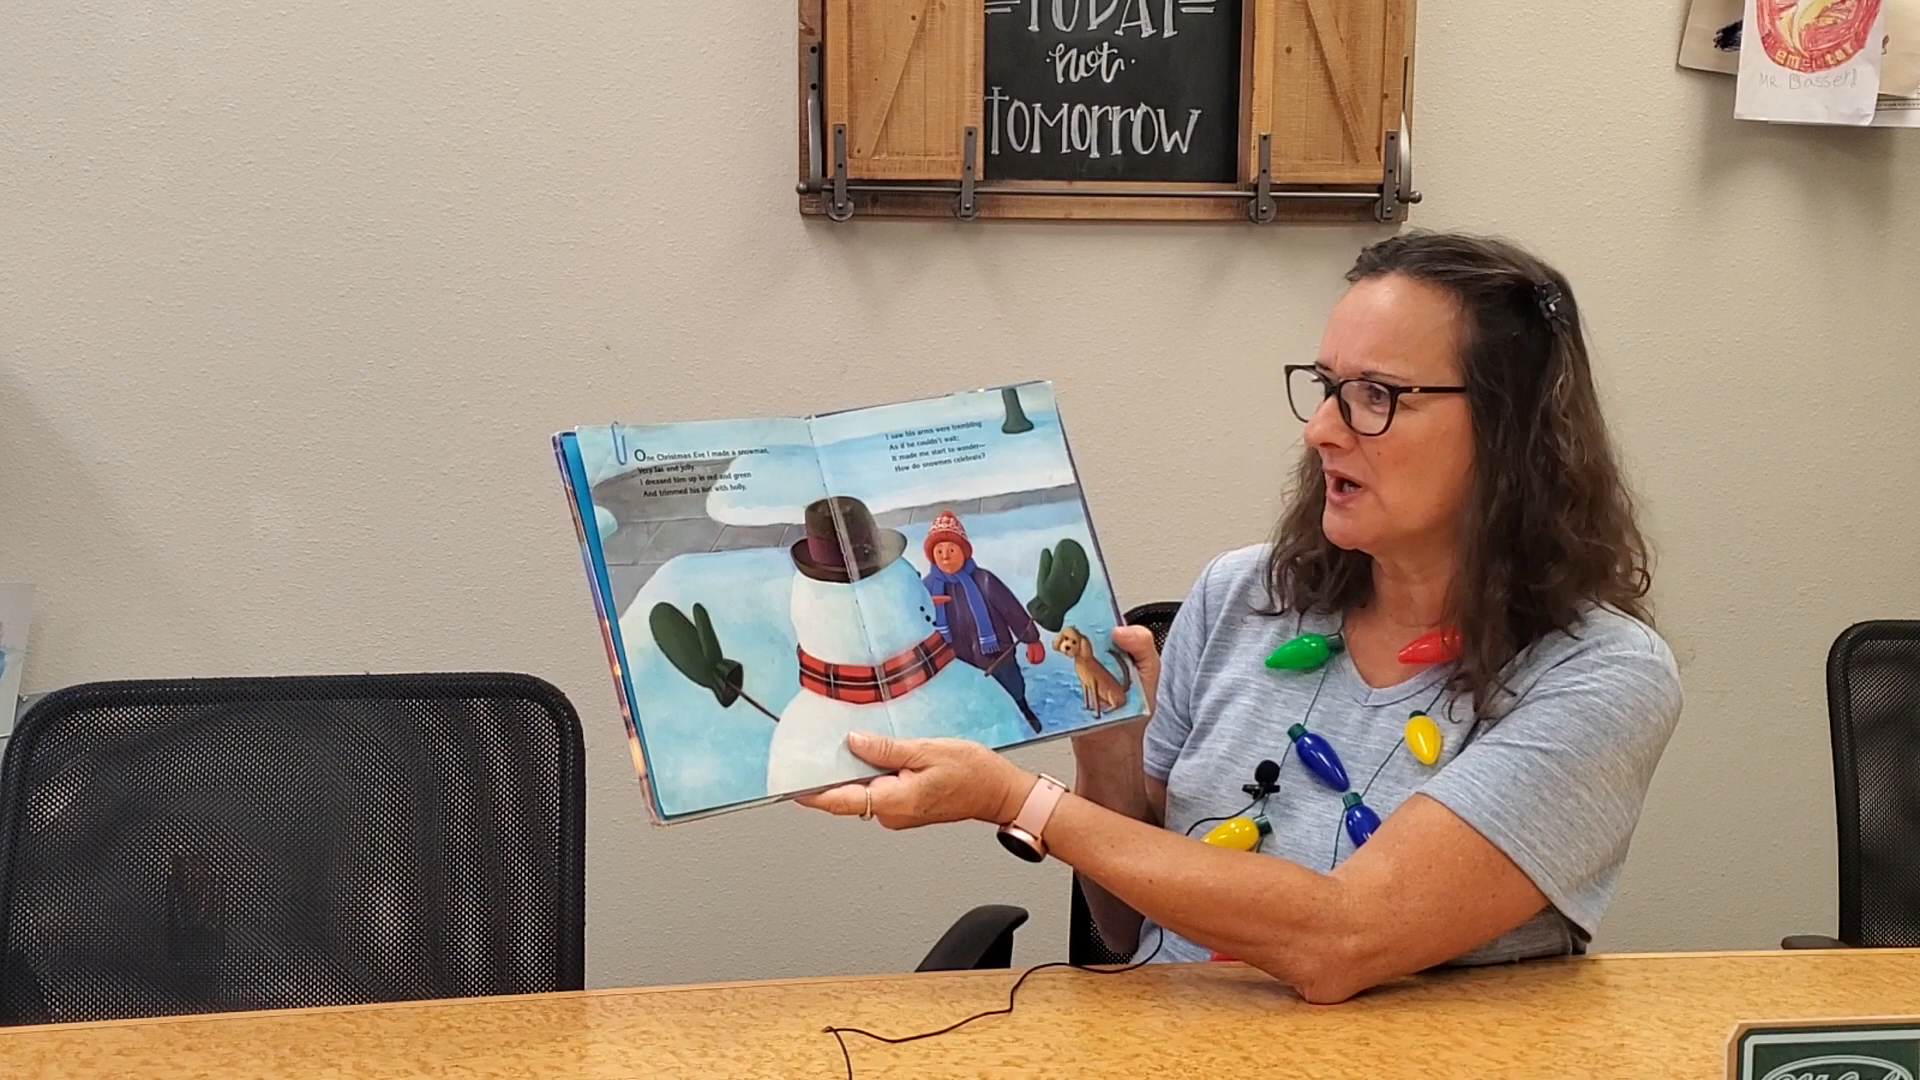 =TODAY=
not
TOMORROW
MR. Bassett
One Christmas Eve I made a snowman,
Very fat and jolly.
I dressed him up in red and green
And trimmed his hat with holly.
I saw his arms were trembling
As if he couldn't wait;
It made me start to wonder—
How do snowmen celebrate?